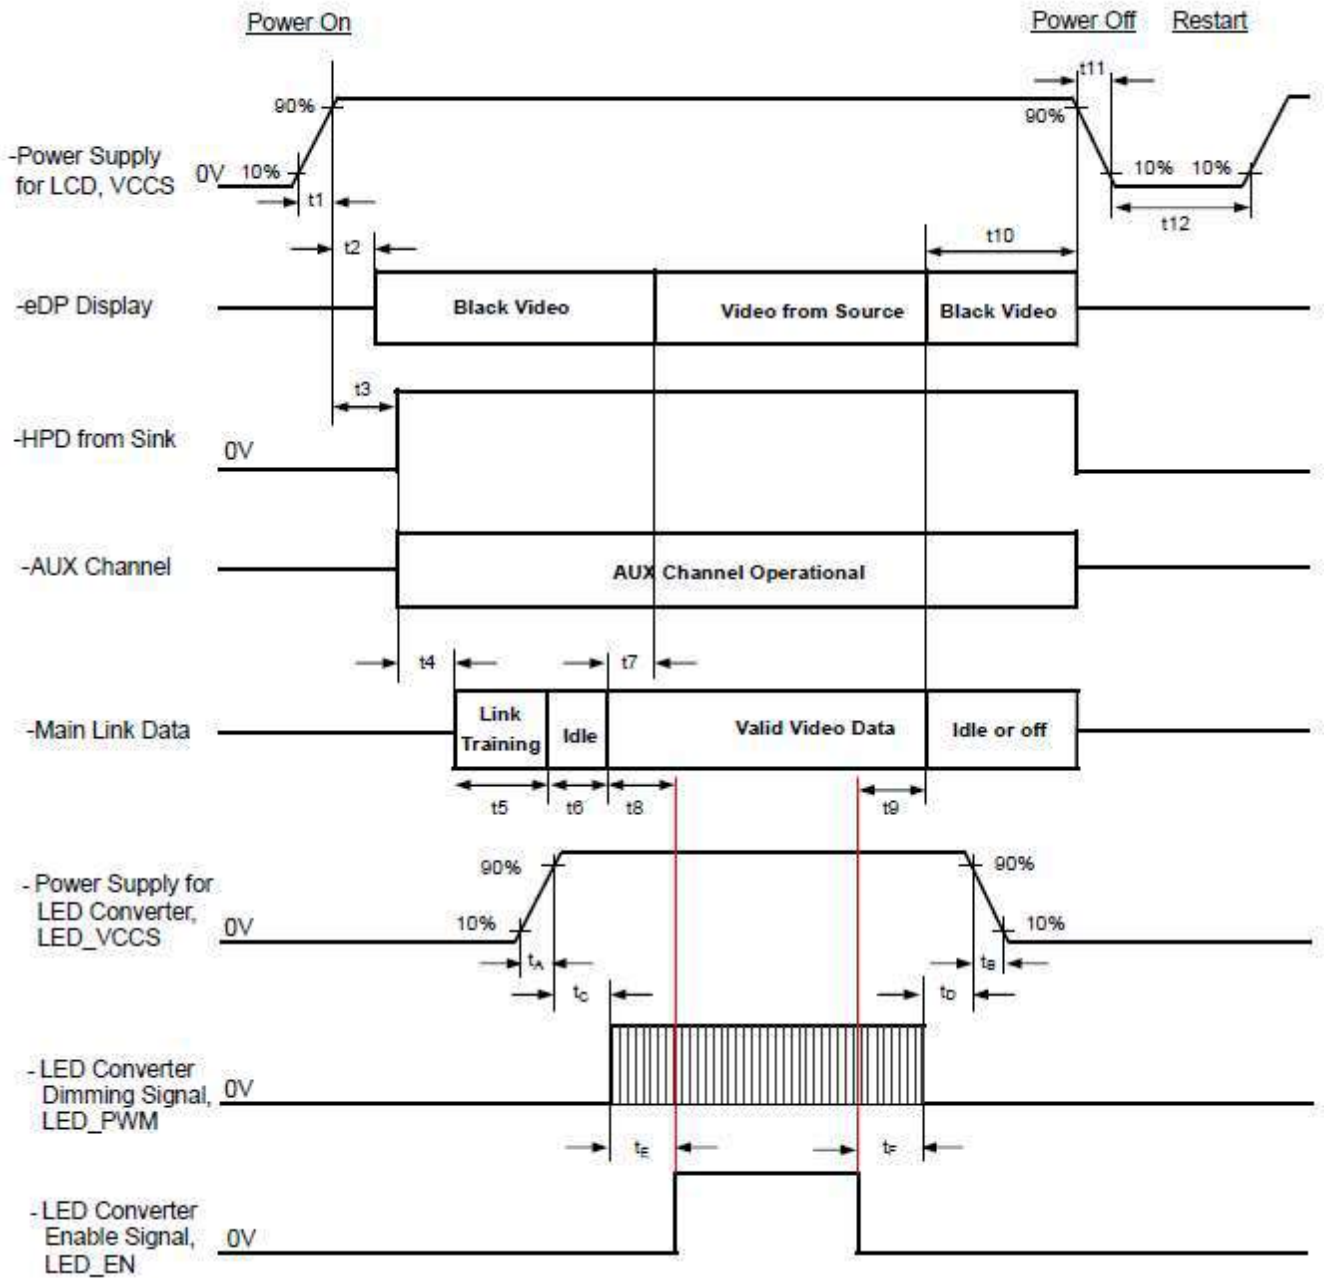 Power On
Power Off
Restart
t11
90%
90%
-Power Supply
for LCD, VCCS
0V
10%
10%
10%
t1
t12
t2
t10
-eDP Display
Black Video
Video from Source
Black Video
t3
-HPD from Sink
0V
-AUX Channel
AUX Channel Operational
t4
t7
-Main Link Data
Link
Training
Idle
Valid Video Data
Idle or off
t5
t6
t8
t9
90%
90%
- Power Supply for
LED Converter,
LED_VCCS
0V
10%
10%
tA
tB
tC
tD
- LED Converter
Dimming Signal,
LED_PWM
0V
tE
tF
- LED Converter
Enable Signal,
LED_EN
0V